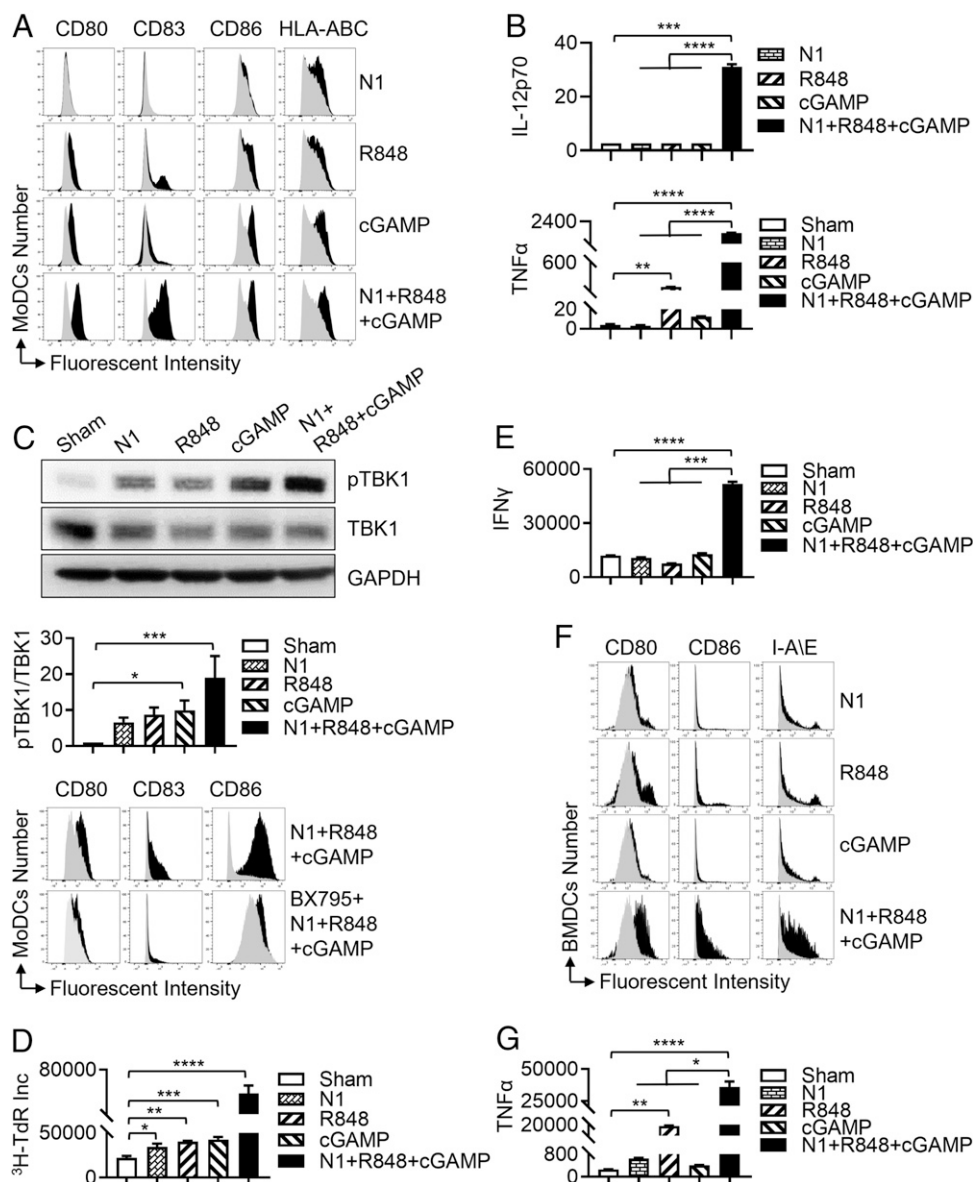 A
CD80 CD83 CD86 HLA-ABC
N1
R848
cGAMP
N1+R848
+cGAMP
MoDCs Number
Fluorescent Intensity
B
***
****
IL-12p70
40
20
0
N1
R848
cGAMP
N1+R848+cGAMP
****
****
**
TNFα
2400
600
20
0
Sham
N1
R848
cGAMP
N1+R848+cGAMP
C
Sham N1 R848 cGAMP N1+
R848+cGAMP
pTBK1
TBK1
GAPDH
***
*
pTBK1/TBK1
30
20
10
0
Sham
N1
R848
cGAMP
N1+R848+cGAMP
CD80 CD83 CD86
N1+R848
+cGAMP
BX795+
N1+R848
+cGAMP
MoDCs Number
Fluorescent Intensity
D
****
***
**
*
³H-TdR Inc
80000
50000
0
Sham
N1
R848
cGAMP
N1+R848+cGAMP
E
****
***
IFNγ
60000
30000
0
Sham
N1
R848
cGAMP
N1+R848+cGAMP
F
CD80 CD86 I-A\E
N1
R848
cGAMP
N1+R848
+cGAMP
BMDCs Number
Fluorescent Intensity
G
****
*
**
TNFα
50000
25000
20000
800
0
Sham
N1
R848
cGAMP
N1+R848+cGAMP